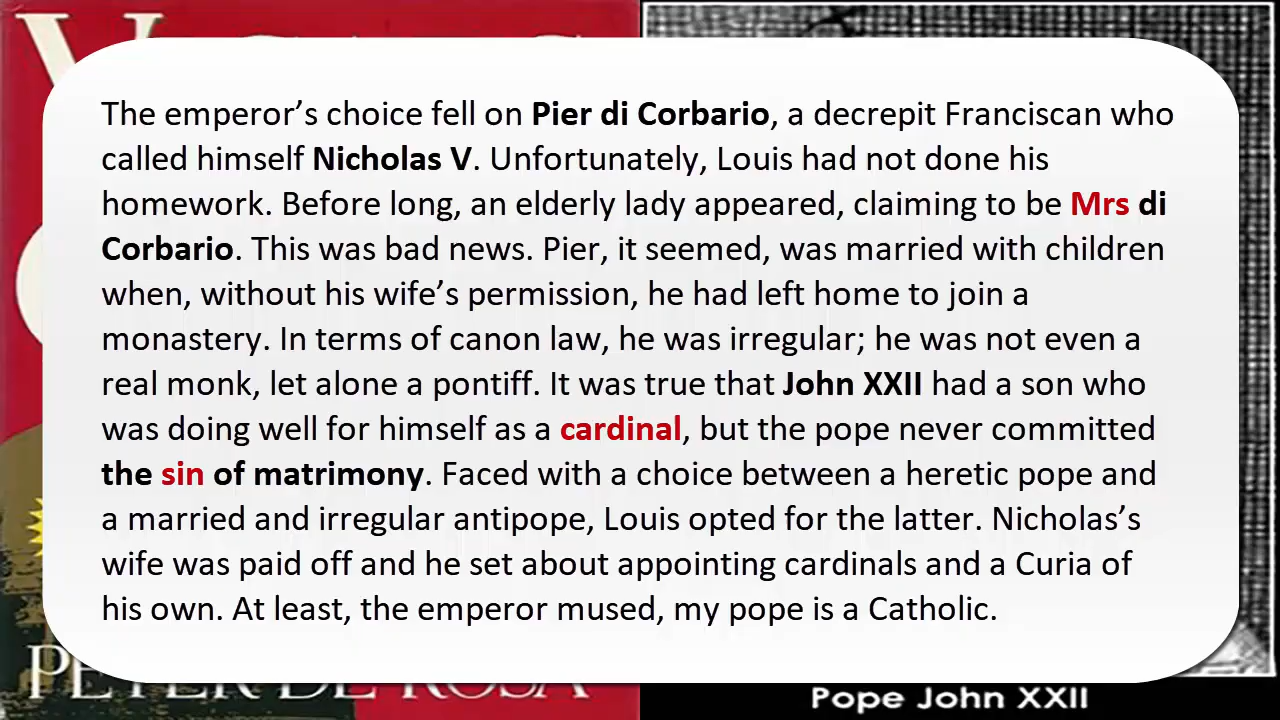 The emperor’s choice fell on Pier di Corbario, a decrepit Franciscan who
called himself Nicholas V. Unfortunately, Louis had not done his
homework. Before long, an elderly lady appeared, claiming to be Mrs di
Corbario. This was bad news. Pier, it seemed, was married with children
when, without his wife’s permission, he had left home to join a
monastery. In terms of canon law, he was irregular; he was not even a
real monk, let alone a pontiff. It was true that John XXII had a son who
was doing well for himself as a cardinal, but the pope never committed
the sin of matrimony. Faced with a choice between a heretic pope and
a married and irregular antipope, Louis opted for the latter. Nicholas’s
wife was paid off and he set about appointing cardinals and a Curia of
his own. At least, the emperor mused, my pope is a Catholic.
PETER DE ROSA
Pope John XXII